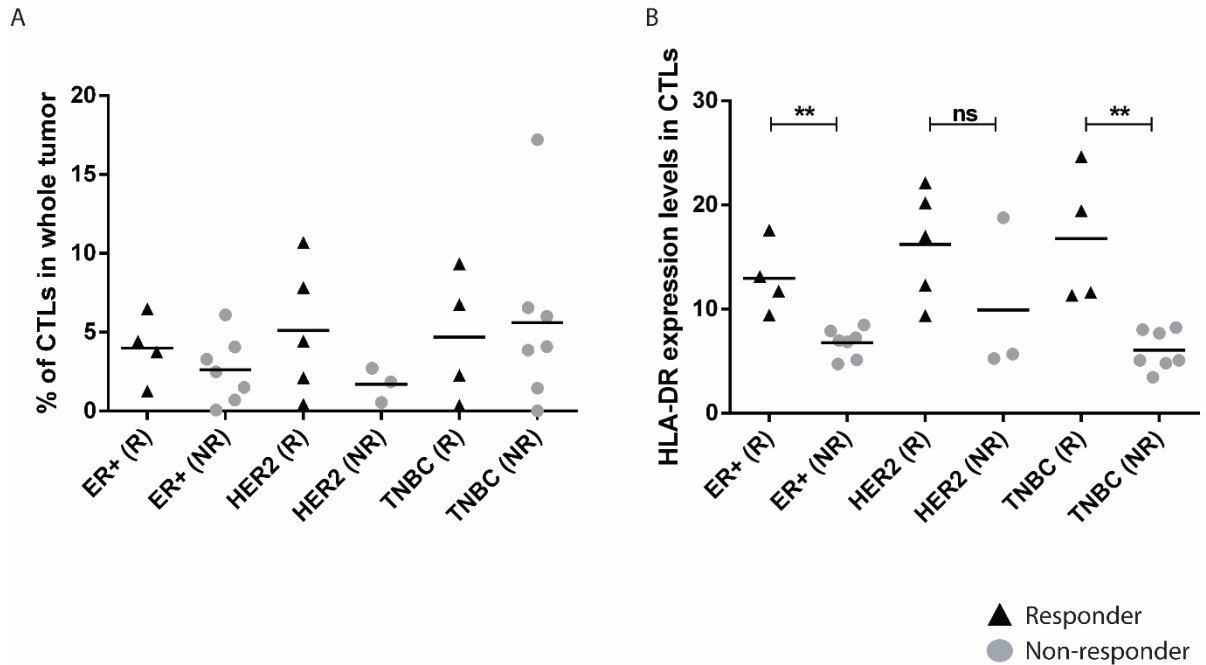 A
% of CTLs in whole tumor
20
15
10
5
0
ER+ (R)
ER+ (NR)
HER2 (R)
HER2 (NR)
TNBC (R)
TNBC (NR)
B
HLA-DR expression levels in CTLs
30
20
10
0
**
ns
**
ER+ (R)
ER+ (NR)
HER2 (R)
HER2 (NR)
TNBC (R)
TNBC (NR)
Responder
Non-responder